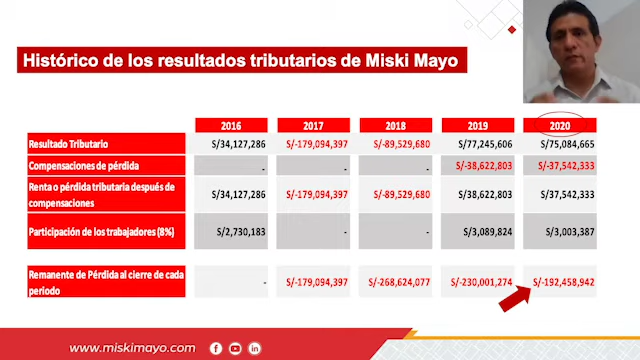 Histórico de los resultados tributarios de Miski Mayo
2016 2017 2018 2019 2020
Resultado Tributario S/34,127,286 S/-179,094,397 S/-89,529,680 S/77,245,606 S/75,084,665
Compensaciones de pérdida - - - S/-38,622,803 S/-37,542,333
Renta o pérdida tributaria después de
compensaciones S/34,127,286 S/-179,094,397 S/-89,529,680 S/38,622,803 S/37,542,333
Participación de los trabajadores (8%) S/2,730,183 - - S/3,089,824 S/3,003,387
Remanente de Pérdida al cierre de cada
periodo - S/-179,094,397 S/-268,624,077 S/-230,001,274 S/-192,458,942
www.miskimayo.com